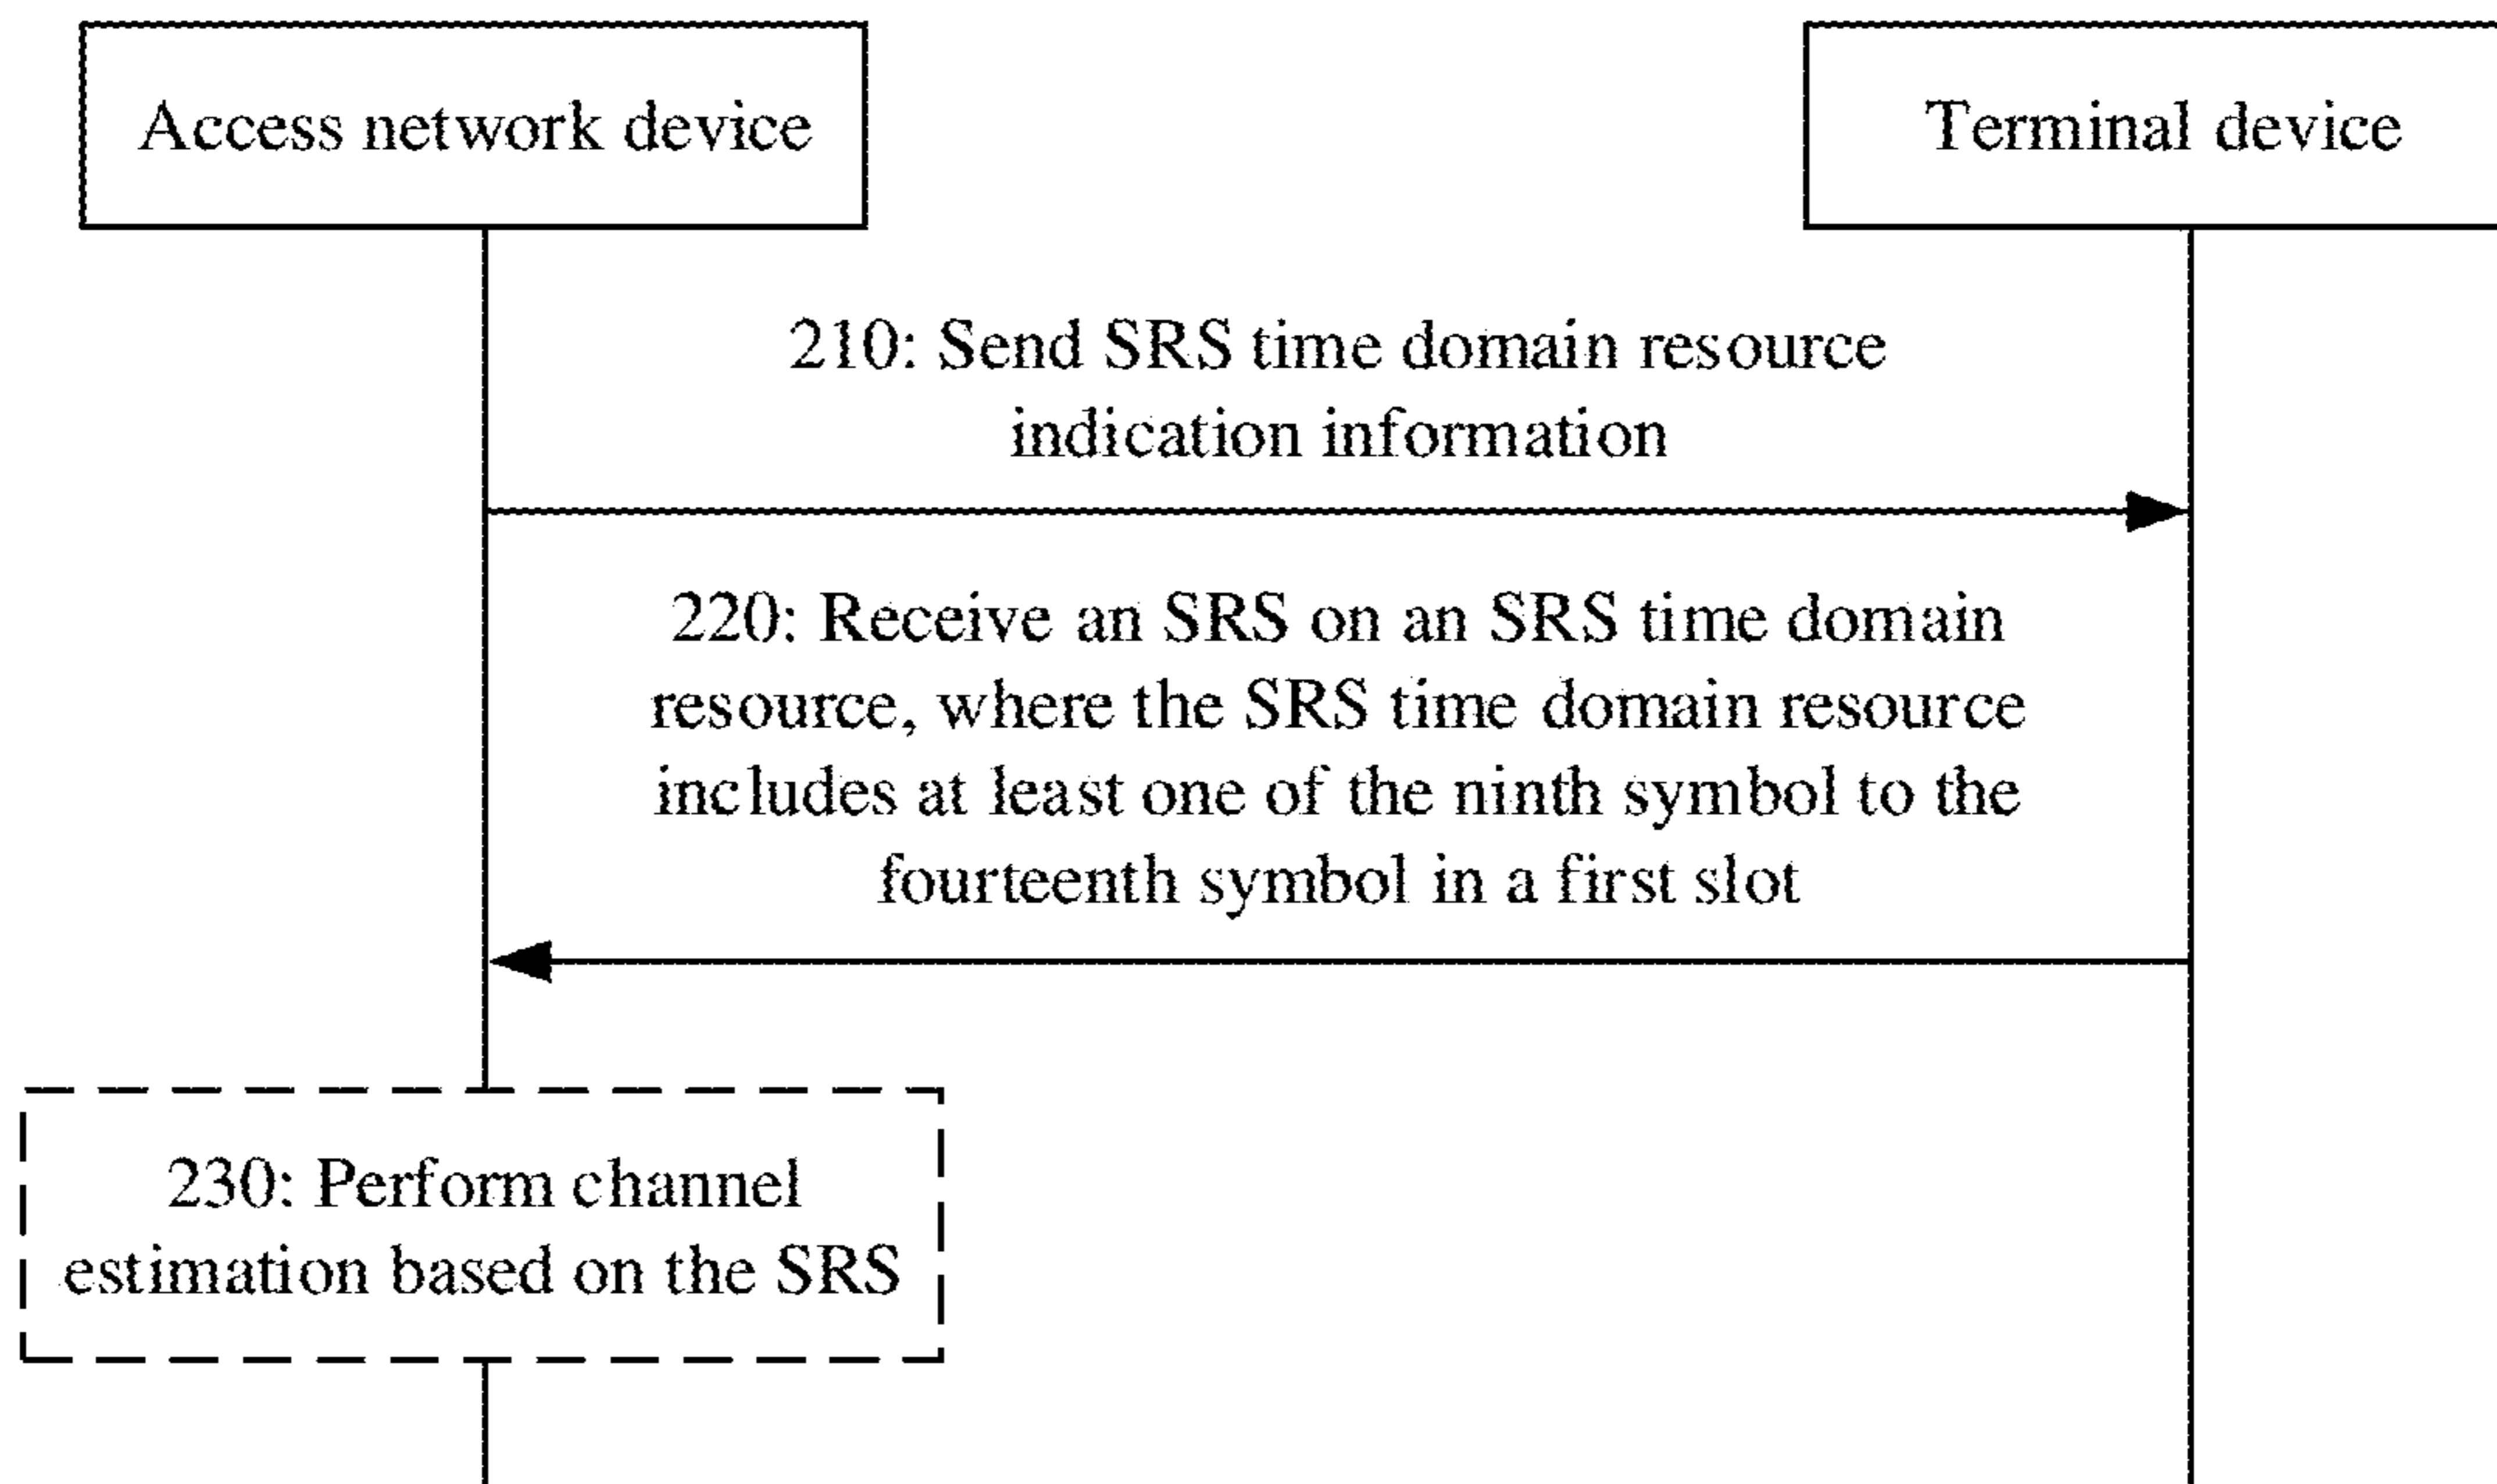 Access network device
Terminal device
210: Send SRS time domain resource
indication information
220: Receive an SRS on an SRS time domain
resource, where the SRS time domain resource
includes at least one of the ninth symbol to the
fourteenth symbol in a first slot
230: Perform channel
estimation based on the SRS